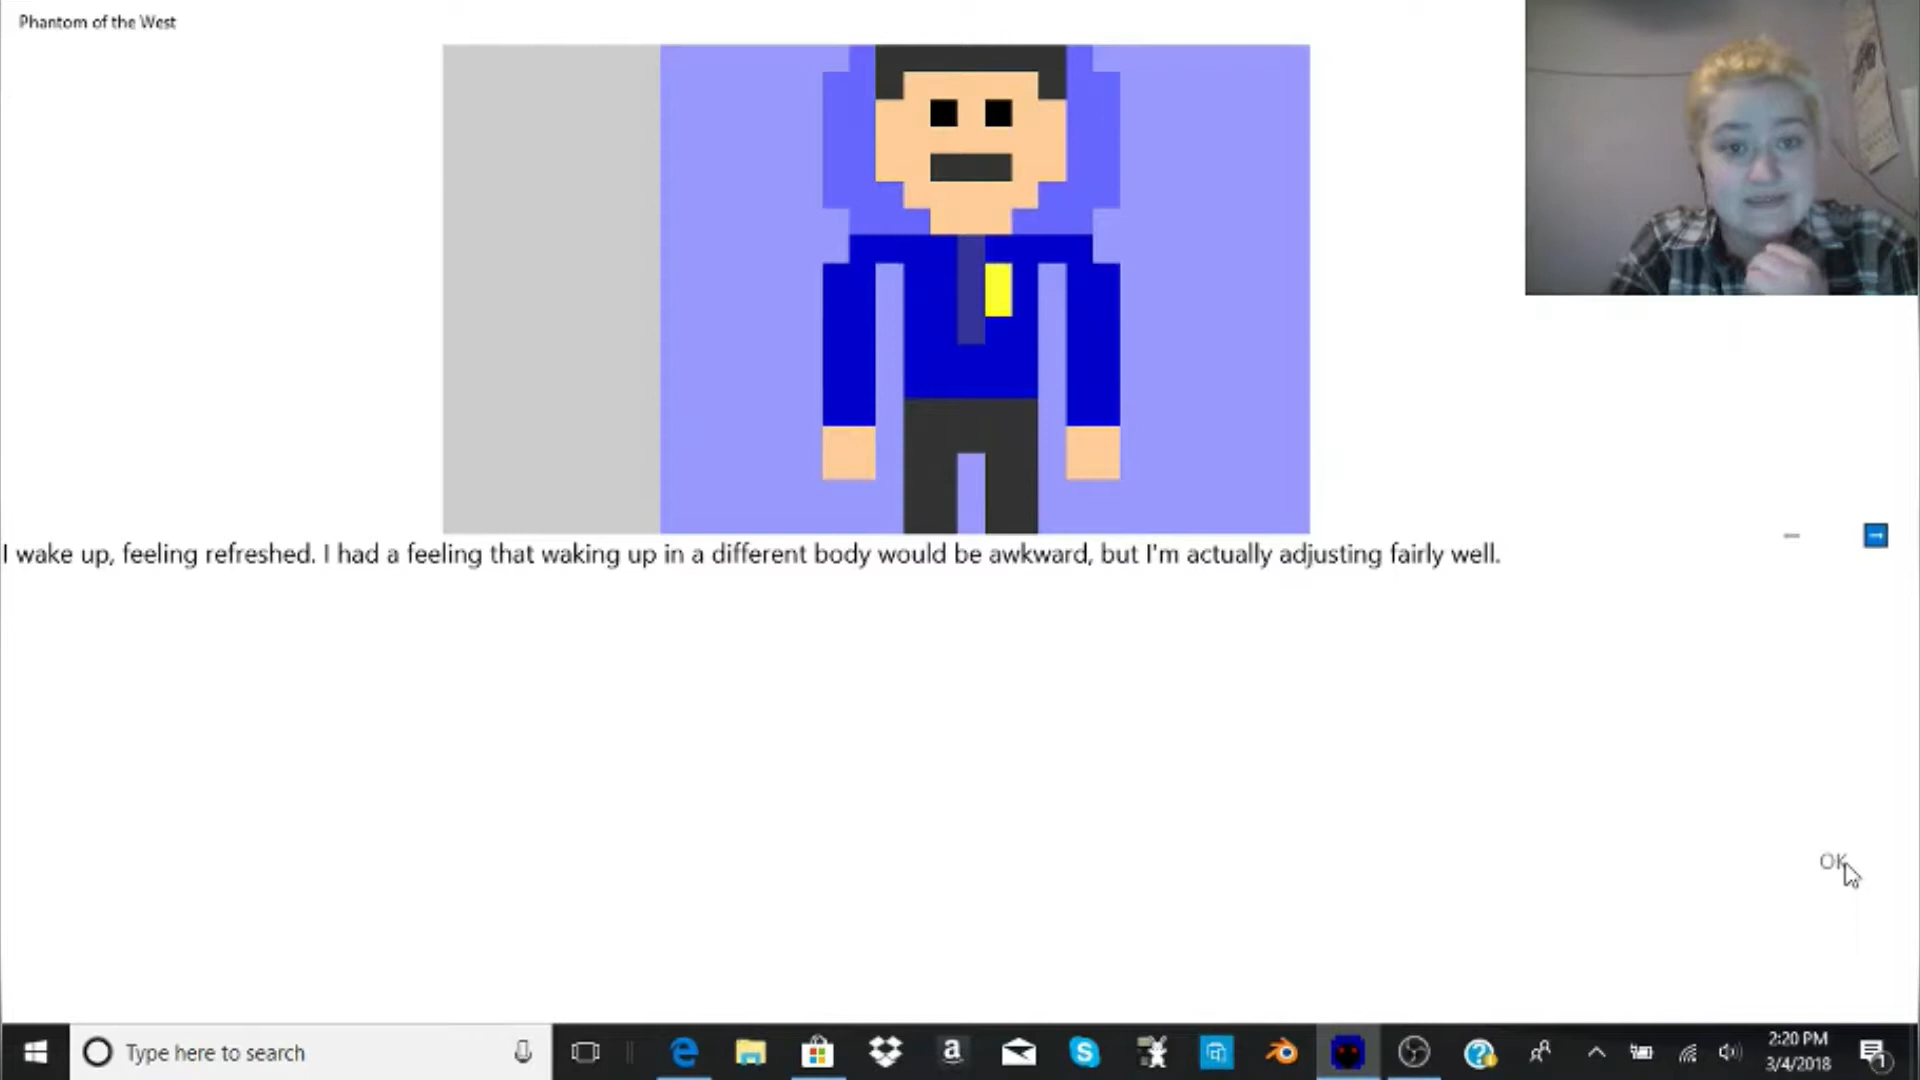 Phantom of the West
I wake up, feeling refreshed. I had a feeling that waking up in a different body would be awkward, but I'm actually adjusting fairly well.
OK
Type here to search
2:20 PM
3/4/2018
1